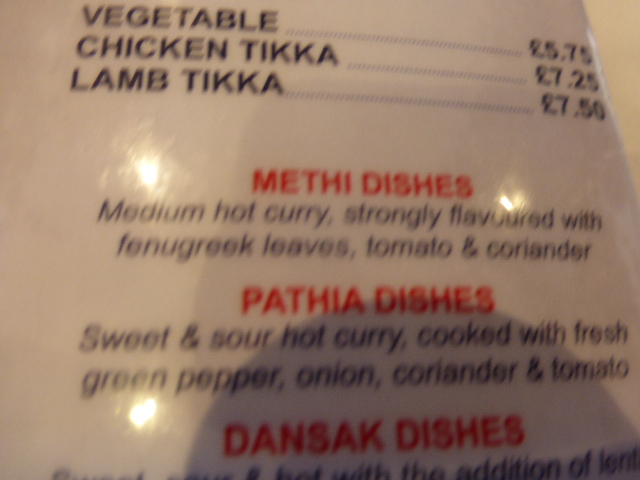 VEGETABLE £5.75
CHICKEN TIKKA £7.25
LAMB TIKKA £7.50
METHI DISHES
Medium hot curry, strongly flavoured with
fenugreek leaves, tomato & coriander
PATHIA DISHES
Sweet & sour hot curry, cooked with fresh
green pepper, onion, coriander & tomato
DANSAK DISHES
Sweet, sour & hot with the addition of